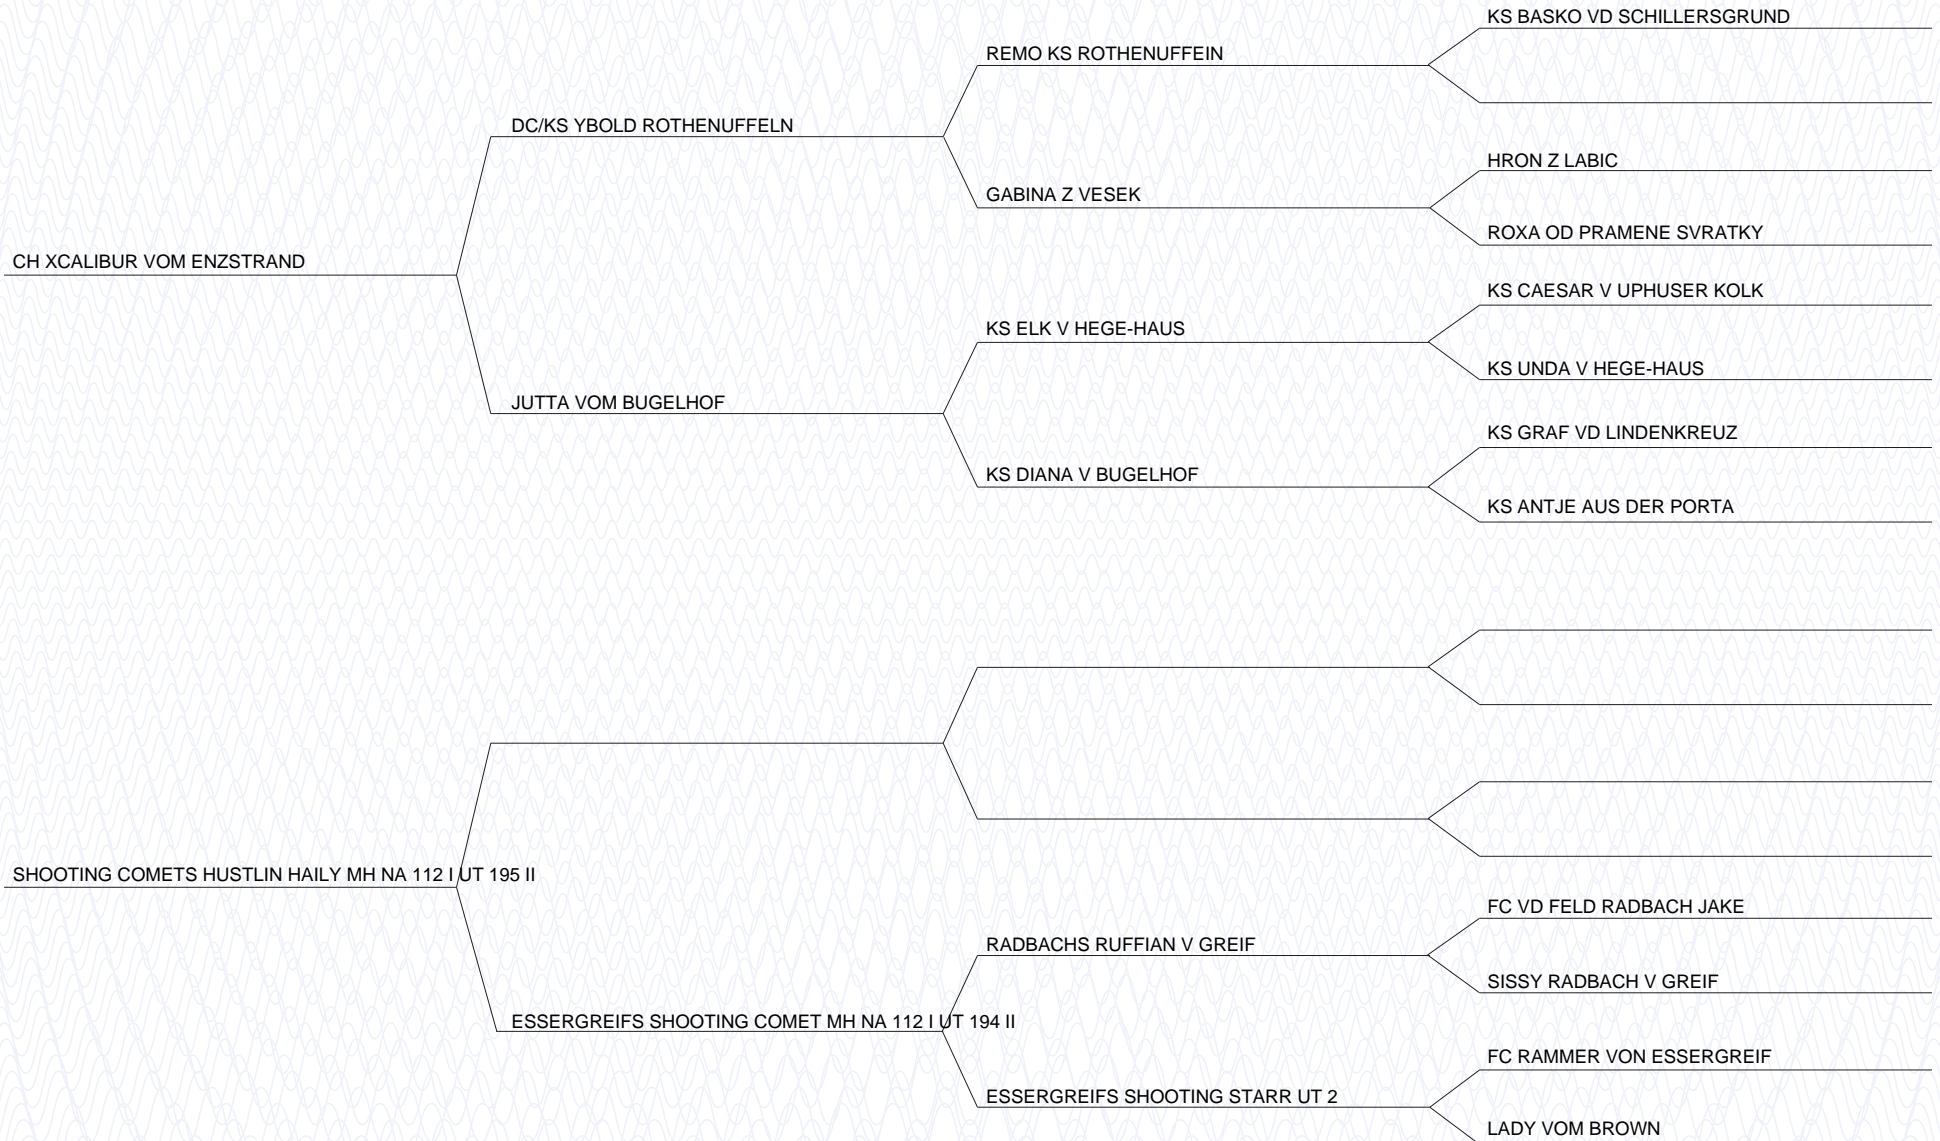 KS BASKO VD SCHILLERSGRUND
REMO KS ROTHENUFFEIN
DC/KS YBOLD ROTHENUFFELN
HRON Z LABIC
GABINA Z VESEK
ROXA OD PRAMENE SVRATKY
CH XCALIBUR VOM ENZSTRAND
KS CAESAR V UPHUSER KOLK
KS ELK V HEGE-HAUS
KS UNDA V HEGE-HAUS
JUTTA VOM BUGELHOF
KS GRAF VD LINDENKREUZ
KS DIANA V BUGELHOF
KS ANTJE AUS DER PORTA
SHOOTING COMETS HUSTLIN HAILY MH NA 112 I UT 195 II
FC VD FELD RADBACH JAKE
RADBACHS RUFFIAN V GREIF
SISSY RADBACH V GREIF
ESSERGREIFS SHOOTING COMET MH NA 112 I UT 194 II
FC RAMMER VON ESSERGREIF
ESSERGREIFS SHOOTING STARR UT 2
LADY VOM BROWN